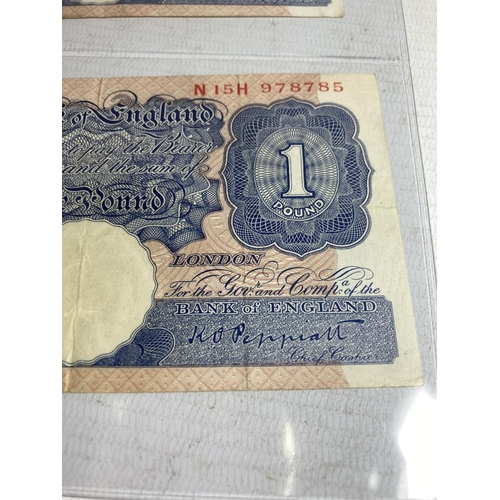 N15H 978785
of England
the Bearer
and the sum of
Pound
1
POUND
LONDON
For the Govr. and Compa. of the
BANK of ENGLAND
K O Peppiatt
Chief Cashier